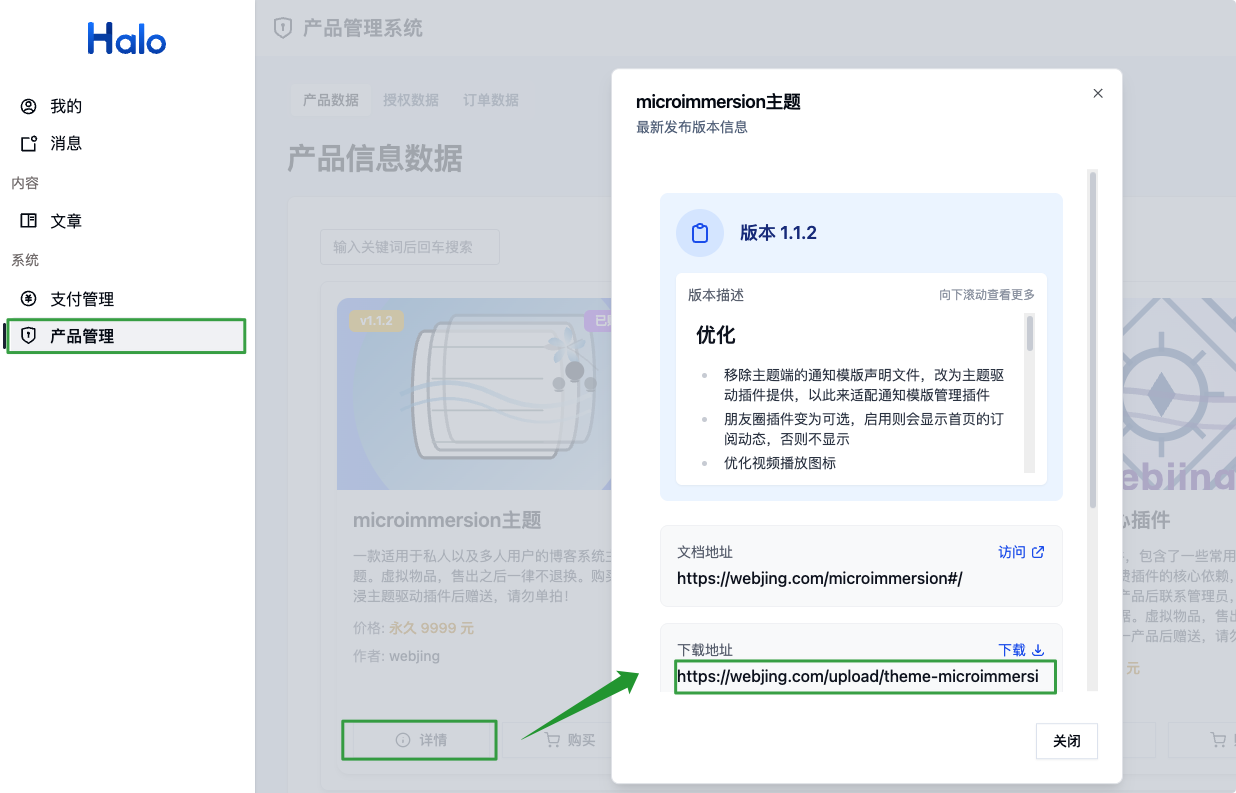 Halo
我的
消息
内容
文章
系统
支付管理
产品管理
产品管理系统
产品数据
授权数据
订单数据
产品信息数据
输入关键词后回车搜索
v1.1.2
microimmersion主题
一款适用于私人以及多人用户的博客系统主
题。虚拟物品，售出之后一律不退换。购买
浸主题驱动插件后赠送，请勿单拍！
价格: 永久 9999 元
作者: webjing
详情
购买
microimmersion主题
最新发布版本信息
版本 1.1.2
版本描述
向下滚动查看更多
优化
移除主题端的通知模版声明文件，改为主题驱
动插件提供，以此来适配通知模版管理插件
朋友圈插件变为可选，启用则会显示首页的订
阅动态，否则不显示
优化视频播放图标
文档地址
访问
https://webjing.com/microimmersion#/
下载地址
下载
https://webjing.com/upload/theme-microimmersi
关闭
ebjing
心插件
，包含了一些常用
费插件的核心依赖，
产品后联系管理员，
。虚拟物品，售出
一产品后赠送，请勿
元